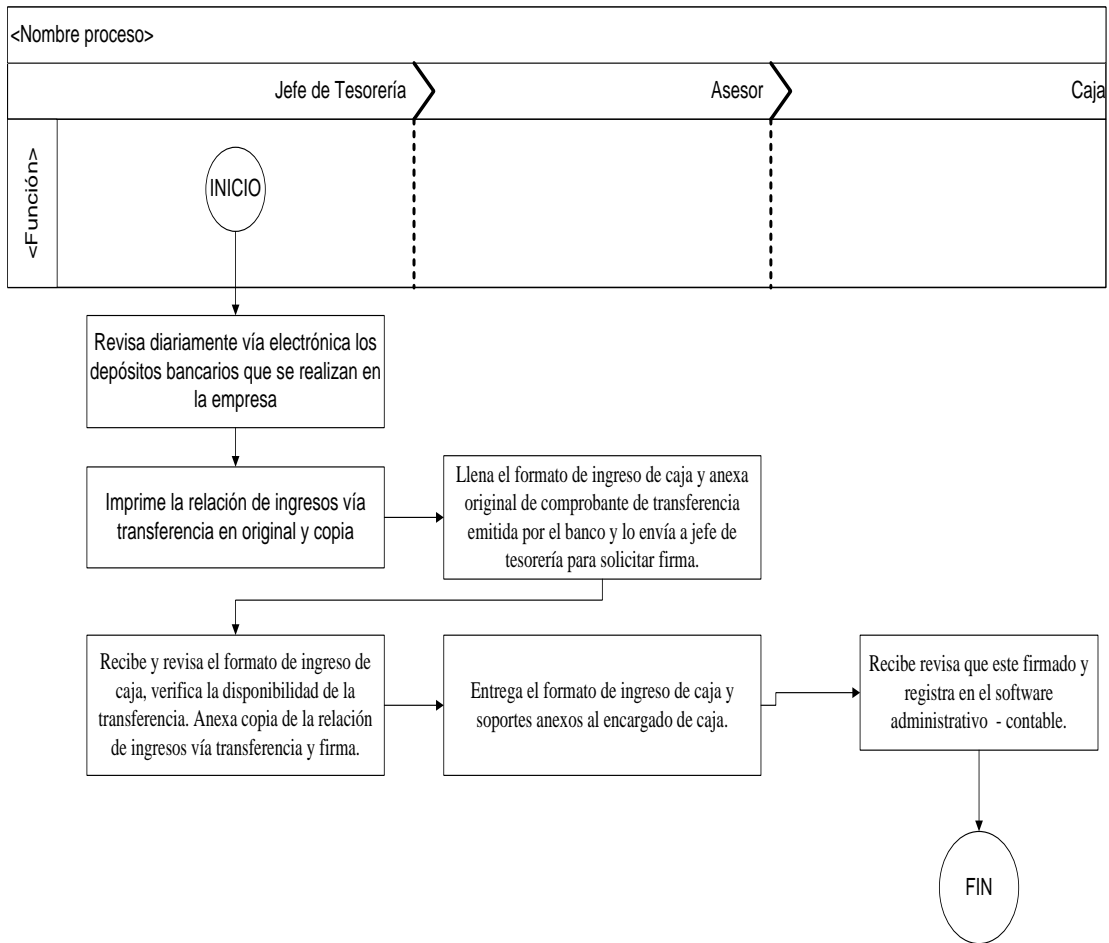 <Nombre proceso>
Jefe de Tesorería
Asesor
Caja
<Función>
INICIO
Revisa diariamente vía electrónica los
depósitos bancarios que se realizan en
la empresa
Imprime la relación de ingresos vía
transferencia en original y copia
Llena el formato de ingreso de caja y anexa
original de comprobante de transferencia
emitida por el banco y lo envía a jefe de
tesorería para solicitar firma.
Recibe y revisa el formato de ingreso de
caja, verifica la disponibilidad de la
transferencia. Anexa copia de la relación
de ingresos vía transferencia y firma.
Entrega el formato de ingreso de caja y
soportes anexos al encargado de caja.
Recibe revisa que este firmado y
registra en el software
administrativo - contable.
FIN